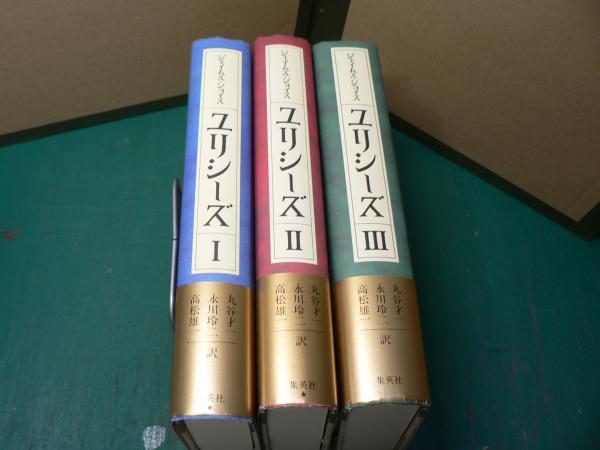 ジェイムズ・ジョイス
ユリシーズ
I
丸谷才一
永川玲二
高松雄一
訳
集英社
★
ジェイムズ・ジョイス
ユリシーズ
II
丸谷才一
永川玲二
高松雄一
訳
集英社
★
ジェイムズ・ジョイス
ユリシーズ
III
丸谷才一
永川玲二
高松雄一
訳
集英社